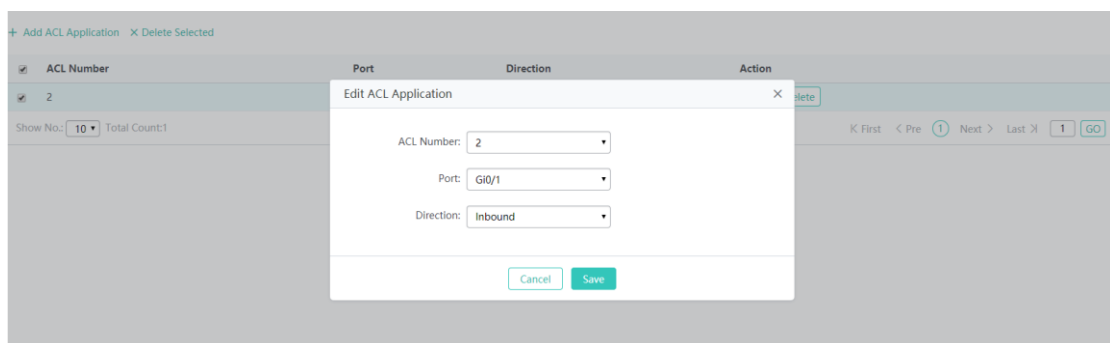 + Add ACL Application × Delete Selected
ACL Number Port Direction Action
2
Edit ACL Application ×
elete
Show No.: 10 Total Count:1
First < Pre 1 Next > Last 1 GO
ACL Number: 2
Port: Gi0/1
Direction: Inbound
Cancel Save